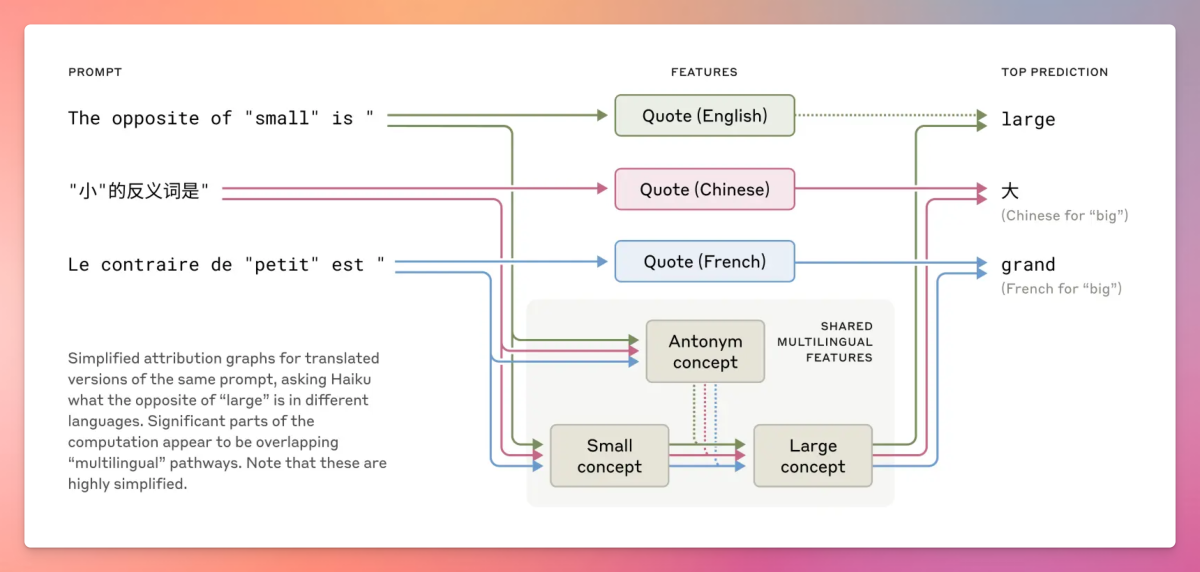 PROMPT
FEATURES
TOP PREDICTION
The opposite of "small" is "
Quote (English)
large
"小"的反义词是"
Quote (Chinese)
大
(Chinese for “big”)
Le contraire de "petit" est "
Quote (French)
grand
(French for “big”)
SHARED
MULTILINGUAL
FEATURES
Antonym
concept
Small
concept
Large
concept
Simplified attribution graphs for translated
versions of the same prompt, asking Haiku
what the opposite of “large” is in different
languages. Significant parts of the
computation appear to be overlapping
“multilingual” pathways. Note that these are
highly simplified.